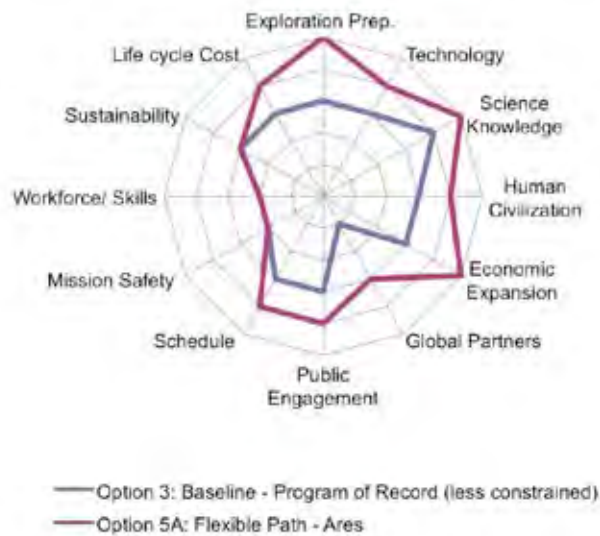 Exploration Prep.
Life cycle Cost
Technology
Sustainability
Science
Knowledge
Workforce/ Skills
Human
Civilization
Mission Safety
Economic
Expansion
Schedule
Global Partners
Public
Engagement
Option 3: Baseline - Program of Record (less constrained)
Option 5A: Flexible Path - Ares